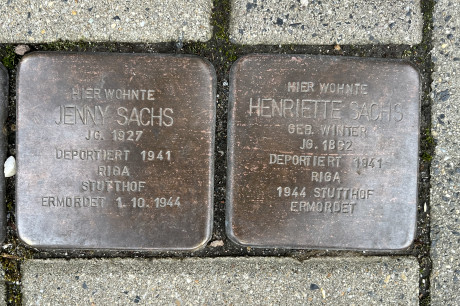 HIER WOHNTE
JENNY SACHS
JG. 1927
DEPORTIERT 1941
RIGA
STUTTHOF
ERMORDET 1.10.1944
HIER WOHNTE
HENRIETTE SACHS
GEB. WINTER
JG. 1892
DEPORTIERT 1941
RIGA
1944 STUTTHOF
ERMORDET